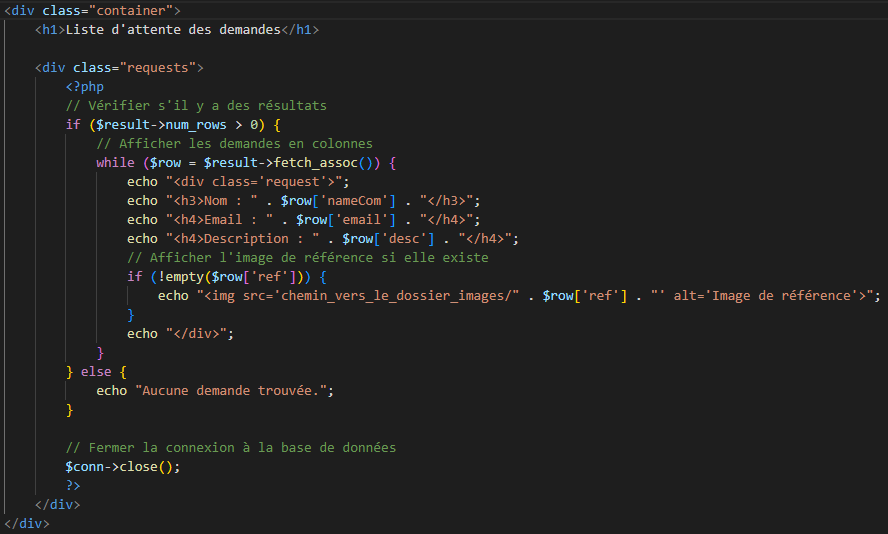 <div class="container">
    <h1>Liste d'attente des demandes</h1>

    <div class="requests">
        <?php
        // Vérifier s'il y a des résultats
        if ($result->num_rows > 0) {
            // Afficher les demandes en colonnes
            while ($row = $result->fetch_assoc()) {
                echo "<div class='request'>";
                echo "<h3>Nom : " . $row['nameCom'] . "</h3>";
                echo "<h4>Email : " . $row['email'] . "</h4>";
                echo "<h4>Description : " . $row['desc'] . "</h4>";
                // Afficher l'image de référence si elle existe
                if (!empty($row['ref'])) {
                    echo "<img src='chemin_vers_le_dossier_images/" . $row['ref'] . "' alt='Image de référence'>";
                }
                echo "</div>";
            }
        } else {
            echo "Aucune demande trouvée.";
        }

        // Fermer la connexion à la base de données
        $conn->close();
        ?>
    </div>
</div>